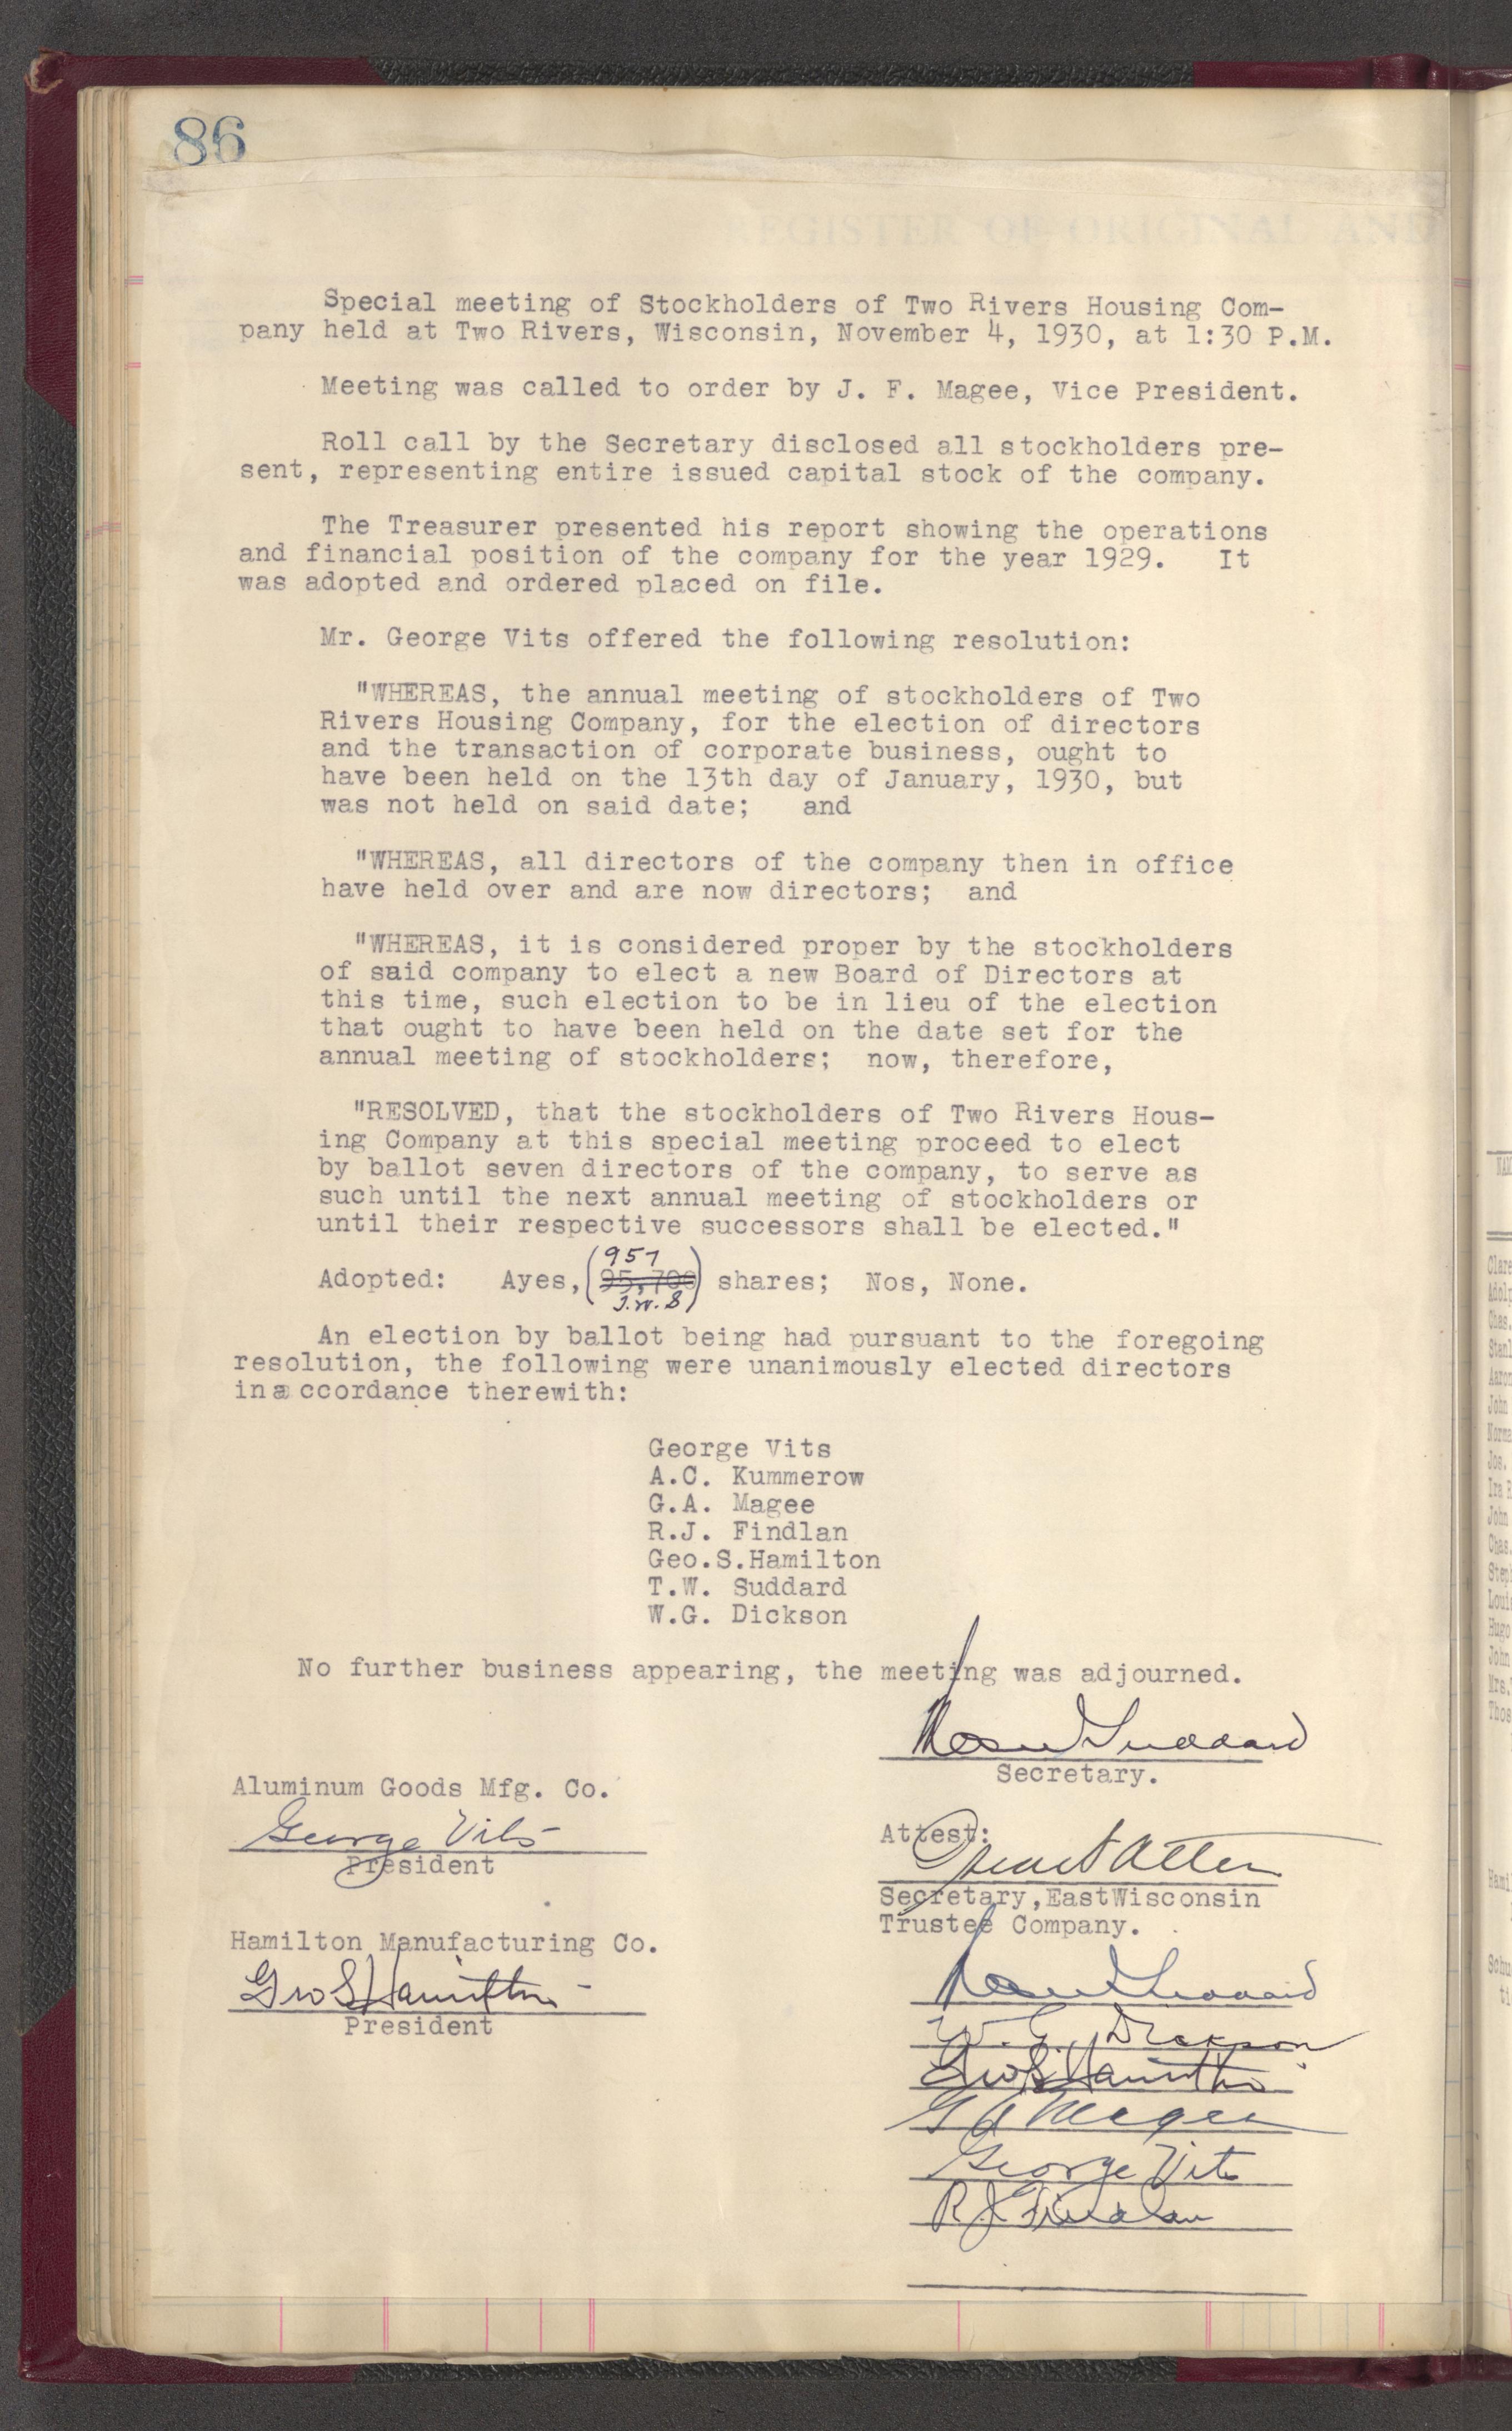 86
REGISTER OF ORIGINAL AND
Special meeting of Stockholders of Two Rivers Housing Com-
pany held at Two Rivers, Wisconsin, November 4, 1930, at 1:30 P.M.
Meeting was called to order by J. F. Magee, Vice President.
Roll call by the Secretary disclosed all stockholders pre-
sent, representing entire issued capital stock of the company.
The Treasurer presented his report showing the operations
and financial position of the company for the year 1929. It
was adopted and ordered placed on file.
Mr. George Vits offered the following resolution:
"WHEREAS, the annual meeting of stockholders of Two
Rivers Housing Company, for the election of directors
and the transaction of corporate business, ought to
have been held on the 13th day of January, 1930, but
was not held on said date; and
"WHEREAS, all directors of the company then in office
have held over and are now directors; and
"WHEREAS, it is considered proper by the stockholders
of said company to elect a new Board of Directors at
this time, such election to be in lieu of the election
that ought to have been held on the date set for the
annual meeting of stockholders; now, therefore,
"RESOLVED, that the stockholders of Two Rivers Hous-
ing Company at this special meeting proceed to elect
by ballot seven directors of the company, to serve as
such until the next annual meeting of stockholders or
until their respective successors shall be elected."
957
Adopted: Ayes, (95,700) shares; Nos, None.
T.W.S
An election by ballot being had pursuant to the foregoing
resolution, the following were unanimously elected directors
in accordance therewith:
George Vits
A.C. Kummerow
G.A. Magee
R.J. Findlan
Geo.S.Hamilton
T.W. Suddard
W.G. Dickson
No further business appearing, the meeting was adjourned.
Suddard
Secretary.
Aluminum Goods Mfg. Co.
George Vits
President
Attest:
Secretary, EastWisconsin
Trustee Company.
Hamilton Manufacturing Co.
Geo S Hamilton
President
Suddard
W. G. Dickson
Geo S Hamilton
G A Magee
George Vits
R J Findlan